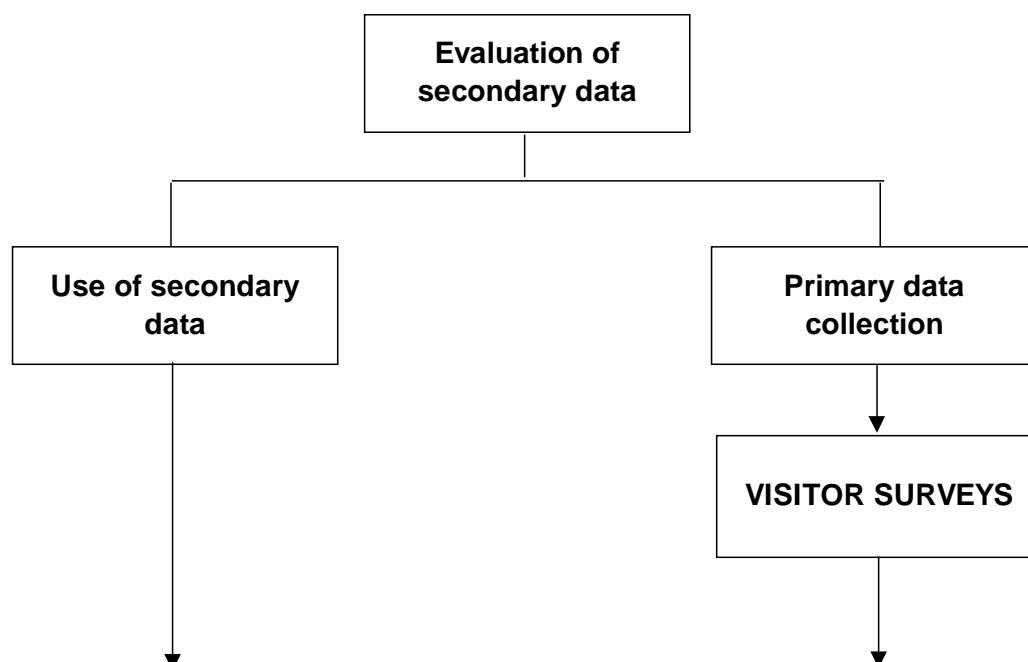 Evaluation of
secondary data
Use of secondary
data
Primary data
collection
VISITOR SURVEYS